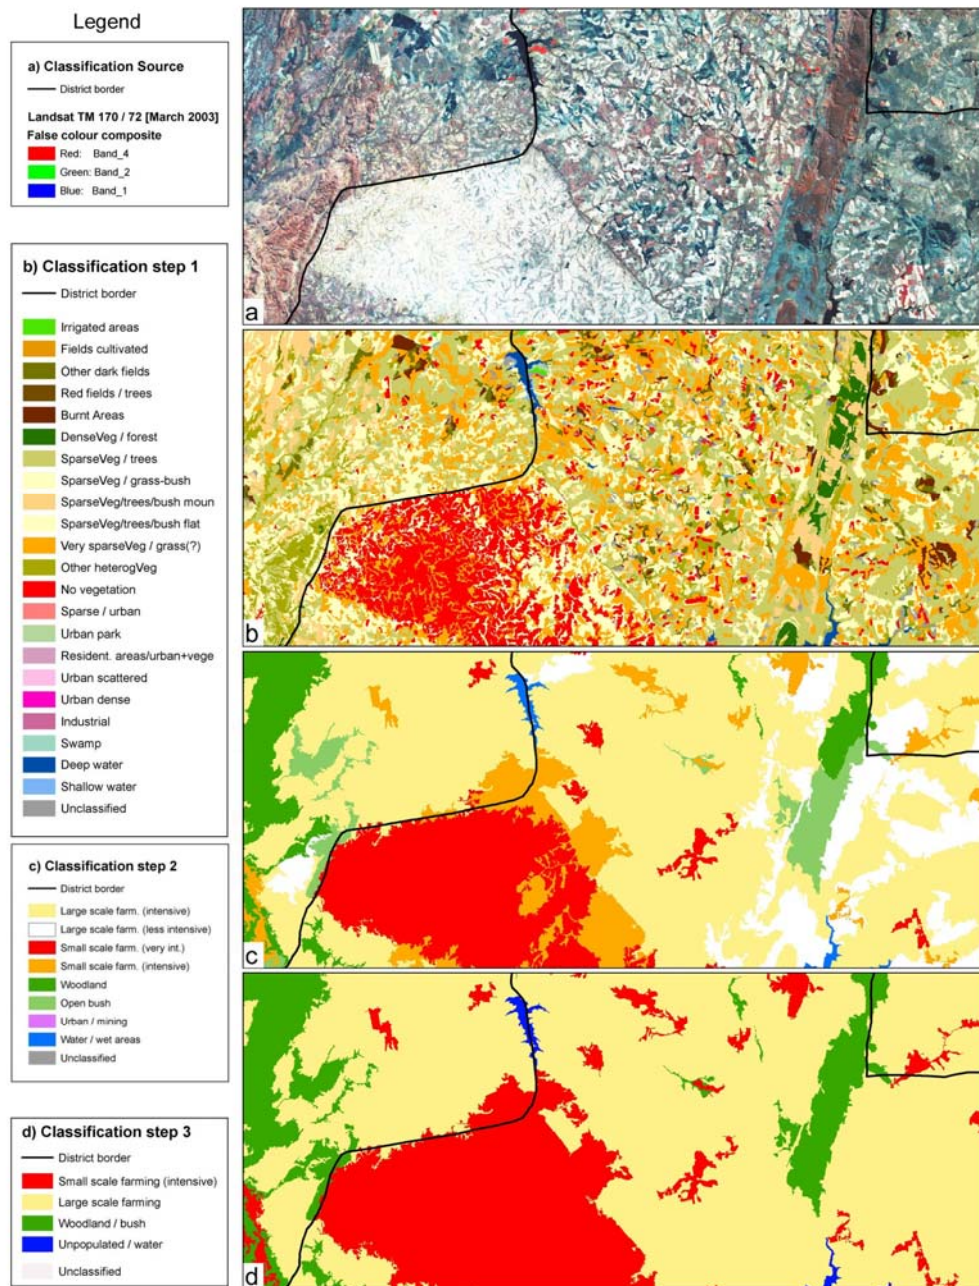 Legend
a) Classification Source
District border
Landsat TM 170 / 72 [March 2003]
False colour composite
Red: Band_4
Green: Band_2
Blue: Band_1
b) Classification step 1
District border
Irrigated areas
Fields cultivated
Other dark fields
Red fields / trees
Burnt Areas
DenseVeg / forest
SparseVeg / trees
SparseVeg / grass-bush
SparseVeg/trees/bush moun
SparseVeg/trees/bush flat
Very sparseVeg / grass(?)
Other heterogVeg
No vegetation
Sparse / urban
Urban park
Resident. areas/urban+vege
Urban scattered
Urban dense
Industrial
Swamp
Deep water
Shallow water
Unclassified
c) Classification step 2
District border
Large scale farm. (intensive)
Large scale farm. (less intensive)
Small scale farm. (very int.)
Small scale farm. (intensive)
Woodland
Open bush
Urban / mining
Water / wet areas
Unclassified
d) Classification step 3
District border
Small scale farming (intensive)
Large scale farming
Woodland / bush
Unpopulated / water
Unclassified
a
b
c
d